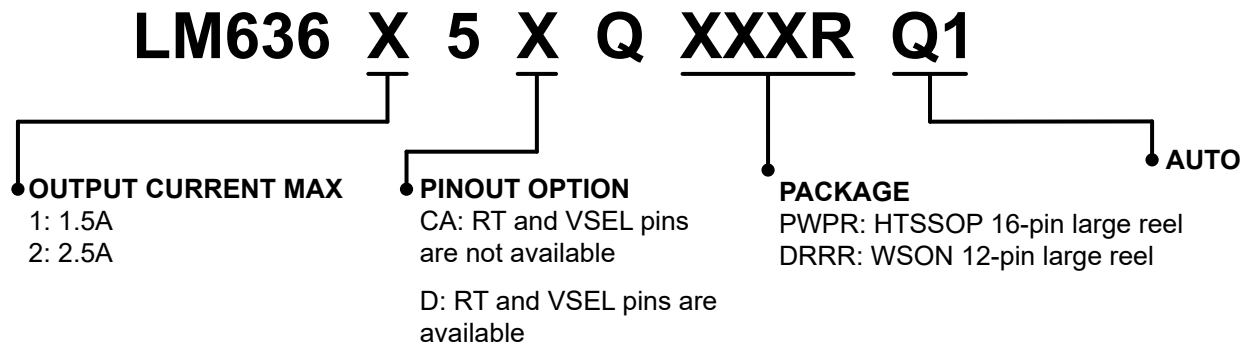 LM636 X 5 X Q XXXR Q1
OUTPUT CURRENT MAX
1: 1.5A
2: 2.5A
PINOUT OPTION
CA: RT and VSEL pins
are not available
D: RT and VSEL pins are
available
PACKAGE
PWPR: HTSSOP 16-pin large reel
DRRR: WSON 12-pin large reel
AUTO